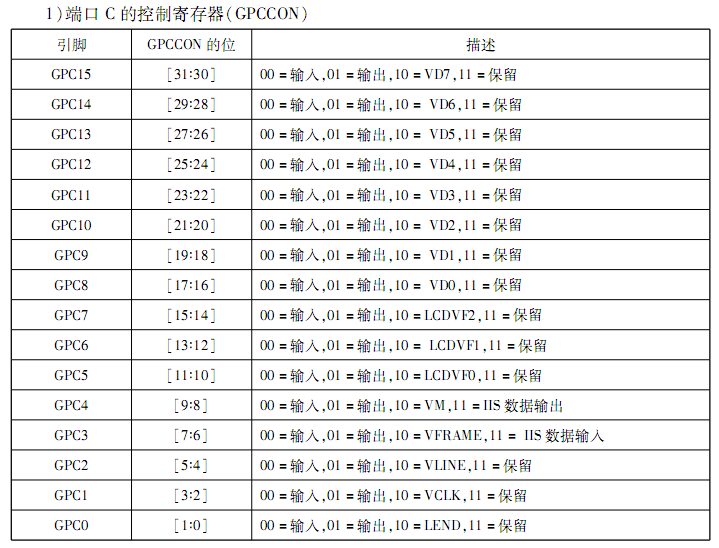 1)端口 C 的控制寄存器(GPCCON)
引脚 GPCCON 的位 描述
GPC15 [31:30] 00=输入,01=输出,10=VD7,11=保留
GPC14 [29:28] 00=输入,01=输出,10= VD6,11=保留
GPC13 [27:26] 00=输入,01=输出,10= VD5,11=保留
GPC12 [25:24] 00=输入,01=输出,10= VD4,11=保留
GPC11 [23:22] 00=输入,01=输出,10= VD3,11=保留
GPC10 [21:20] 00=输入,01=输出,10= VD2,11=保留
GPC9 [19:18] 00=输入,01=输出,10= VD1,11=保留
GPC8 [17:16] 00=输入,01=输出,10= VD0,11=保留
GPC7 [15:14] 00=输入,01=输出,10=LCDVF2,11=保留
GPC6 [13:12] 00=输入,01=输出,10= LCDVF1,11=保留
GPC5 [11:10] 00=输入,01=输出,10=LCDVF0,11=保留
GPC4 [9:8] 00=输入,01=输出,10=VM,11=IIS 数据输出
GPC3 [7:6] 00=输入,01=输出,10=VFRAME,11= IIS 数据输入
GPC2 [5:4] 00=输入,01=输出,10=VLINE,11=保留
GPC1 [3:2] 00=输入,01=输出,10=VCLK,11=保留
GPC0 [1:0] 00=输入,01=输出,10=LEND,11=保留